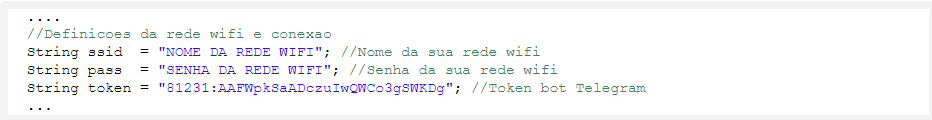 ....
//Definicoes da rede wifi e conexao
String ssid  = "NOME DA REDE WIFI"; //Nome da sua rede wifi
String pass  = "SENHA DA REDE WIFI"; //Senha da sua rede wifi
String token = "81231:AAFWpkSaADczuIwQWCo3gSWKDg"; //Token bot Telegram
...